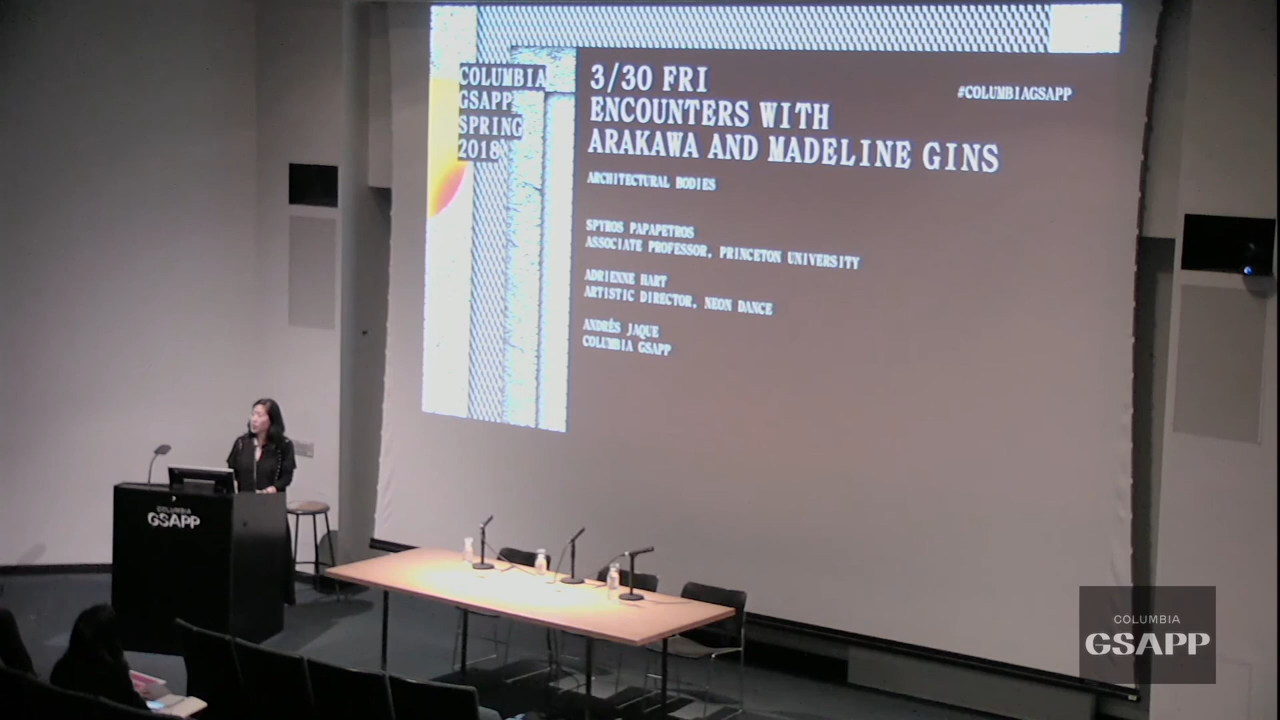 COLUMBIA
GSAPP
SPRING
2018
3/30 FRI
ENCOUNTERS WITH
ARAKAWA AND MADELINE GINS
#COLUMBIAGSAPP
ARCHITECTURAL BODIES
SPYROS PAPAPETROS
ASSOCIATE PROFESSOR, PRINCETON UNIVERSITY
ADRIENNE HART
ARTISTIC DIRECTOR, NEON DANCE
ANDRÉS JAQUE
COLUMBIA GSAPP
COLUMBIA
GSAPP
COLUMBIA
GSAPP